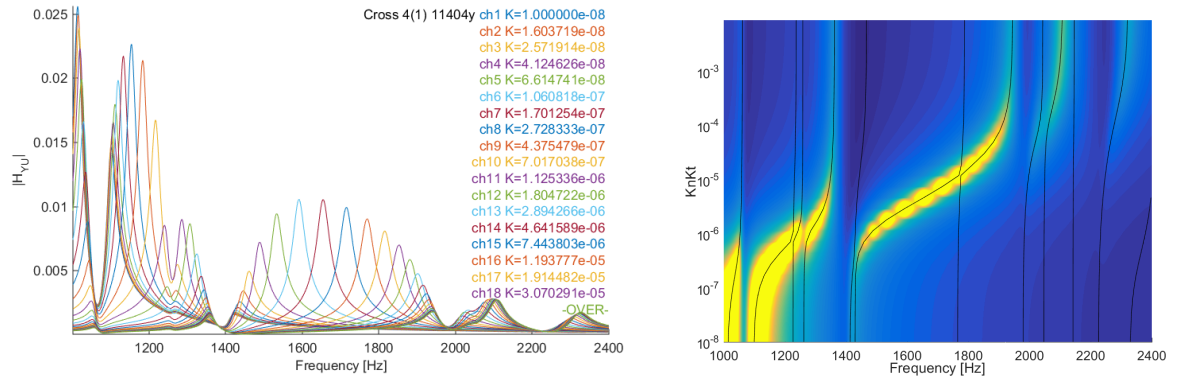 Cross 4(1) 11404y
ch1 K=1.000000e-08
ch2 K=1.603719e-08
ch3 K=2.571914e-08
ch4 K=4.124626e-08
ch5 K=6.614741e-08
ch6 K=1.060818e-07
ch7 K=1.701254e-07
ch8 K=2.728333e-07
ch9 K=4.375479e-07
ch10 K=7.017038e-07
ch11 K=1.125336e-06
ch12 K=1.804722e-06
ch13 K=2.894266e-06
ch14 K=4.641589e-06
ch15 K=7.443803e-06
ch16 K=1.193777e-05
ch17 K=1.914482e-05
ch18 K=3.070291e-05
-OVER-
0.025
0.02
0.015
0.01
0.005
|H_YU|
1200 1400 1600 1800 2000 2200 2400
Frequency [Hz]
10^-3
10^-4
10^-5
10^-6
10^-7
10^-8
KnKt
1000 1200 1400 1600 1800 2000 2200 2400
Frequency [Hz]